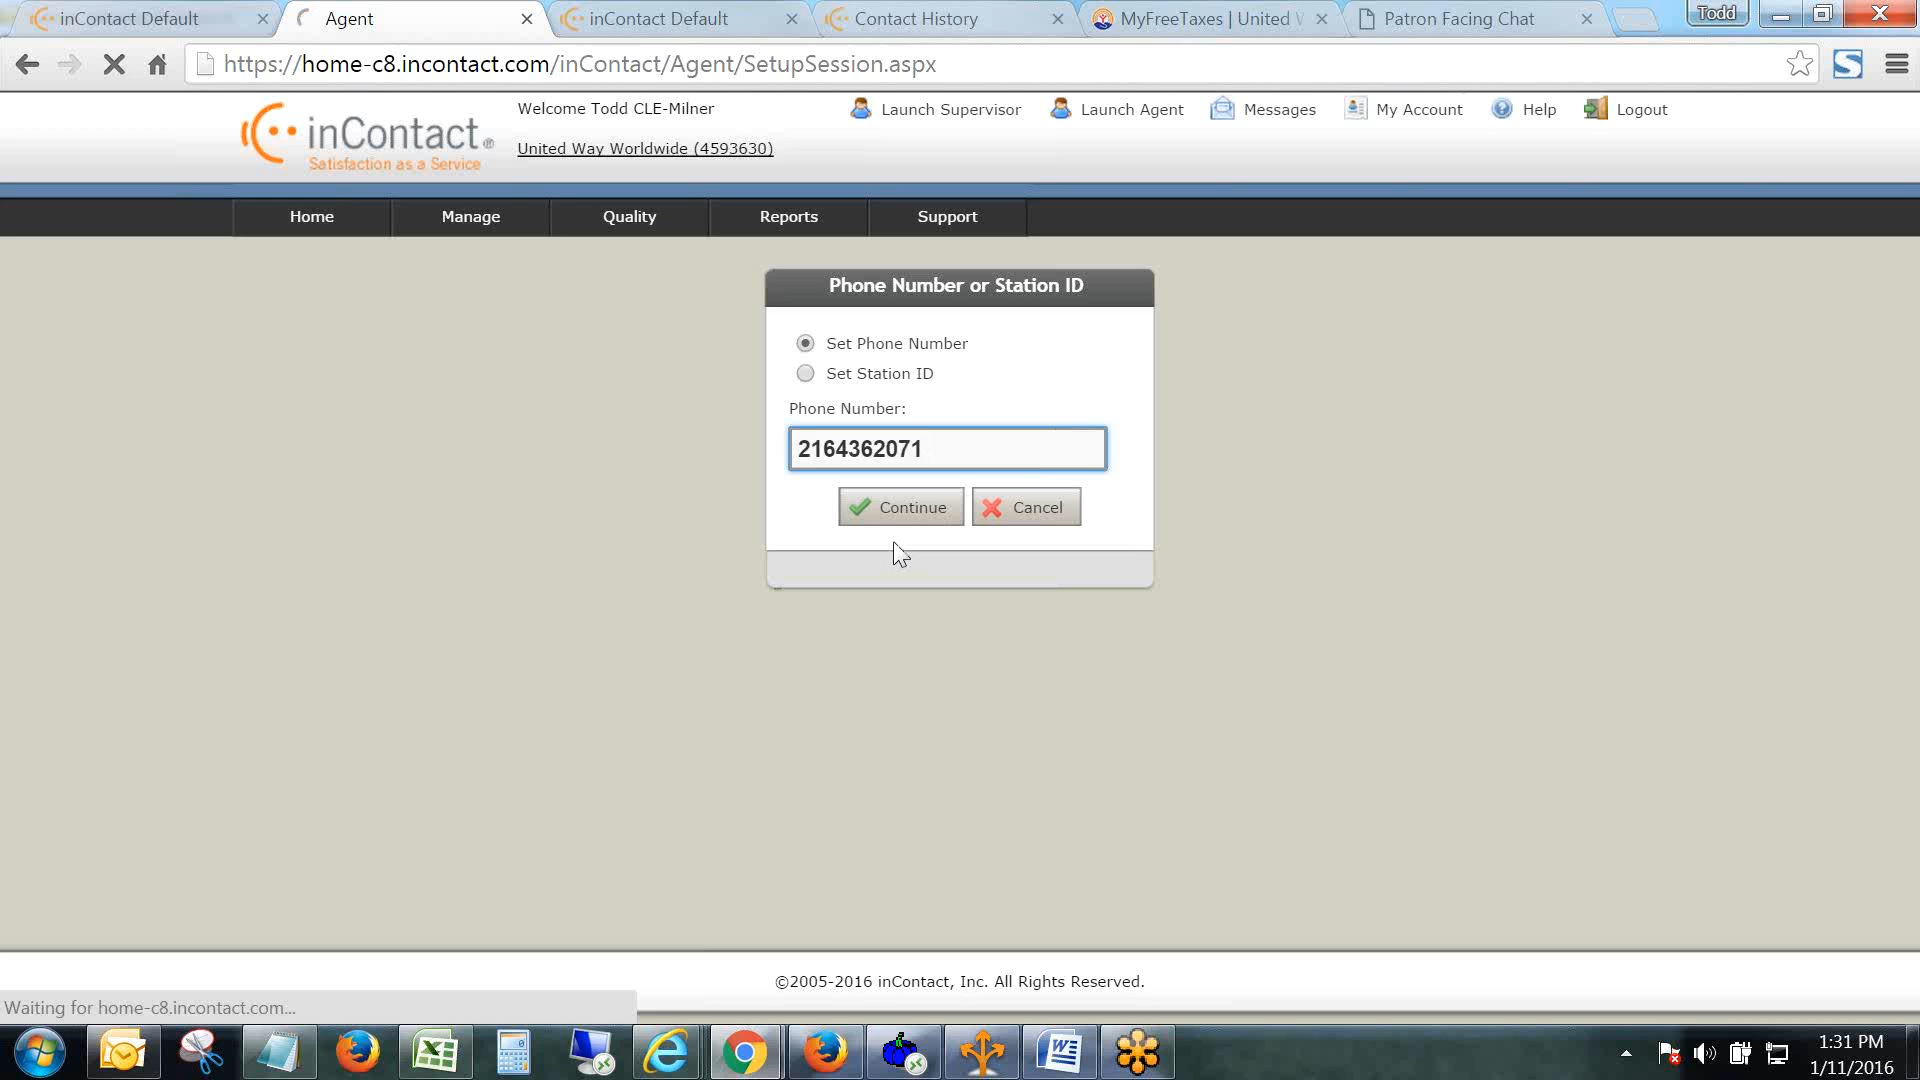 inContact Default
Agent
inContact Default
Contact History
MyFreeTaxes | United
Patron Facing Chat
Todd
https://home-c8.incontact.com/inContact/Agent/SetupSession.aspx
inContact®
Satisfaction as a Service
Welcome Todd CLE-Milner
United Way Worldwide (4593630)
Launch Supervisor
Launch Agent
Messages
My Account
Help
Logout
Home
Manage
Quality
Reports
Support
Phone Number or Station ID
Set Phone Number
Set Station ID
Phone Number:
2164362071
Continue
Cancel
©2005-2016 inContact, Inc. All Rights Reserved.
Waiting for home-c8.incontact.com...
1:31 PM
1/11/2016